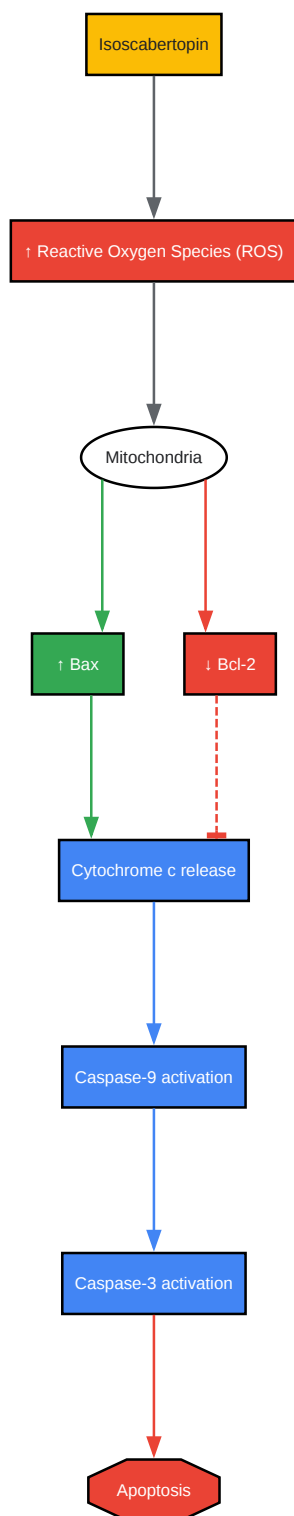 Isoscabertopin
↑ Reactive Oxygen Species (ROS)
Mitochondria
↑ Bax
↓ Bcl-2
Cytochrome c release
Caspase-9 activation
Caspase-3 activation
Apoptosis